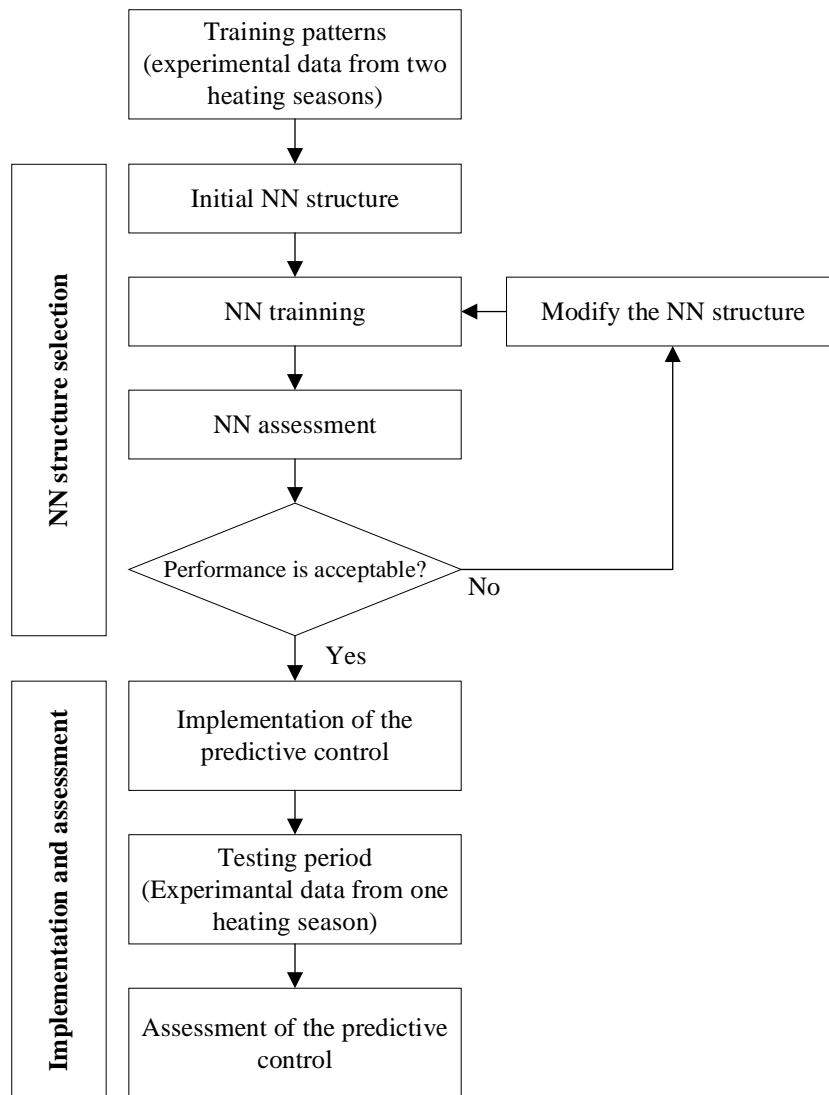 Training patterns
(experimental data from two
heating seasons)
NN structure selection
Initial NN structure
NN trainning
Modify the NN structure
NN assessment
Performance is acceptable?
No
Yes
Implementation and assessment
Implementation of the
predictive control
Testing period
(Experimantal data from one
heating season)
Assessment of the predictive
control